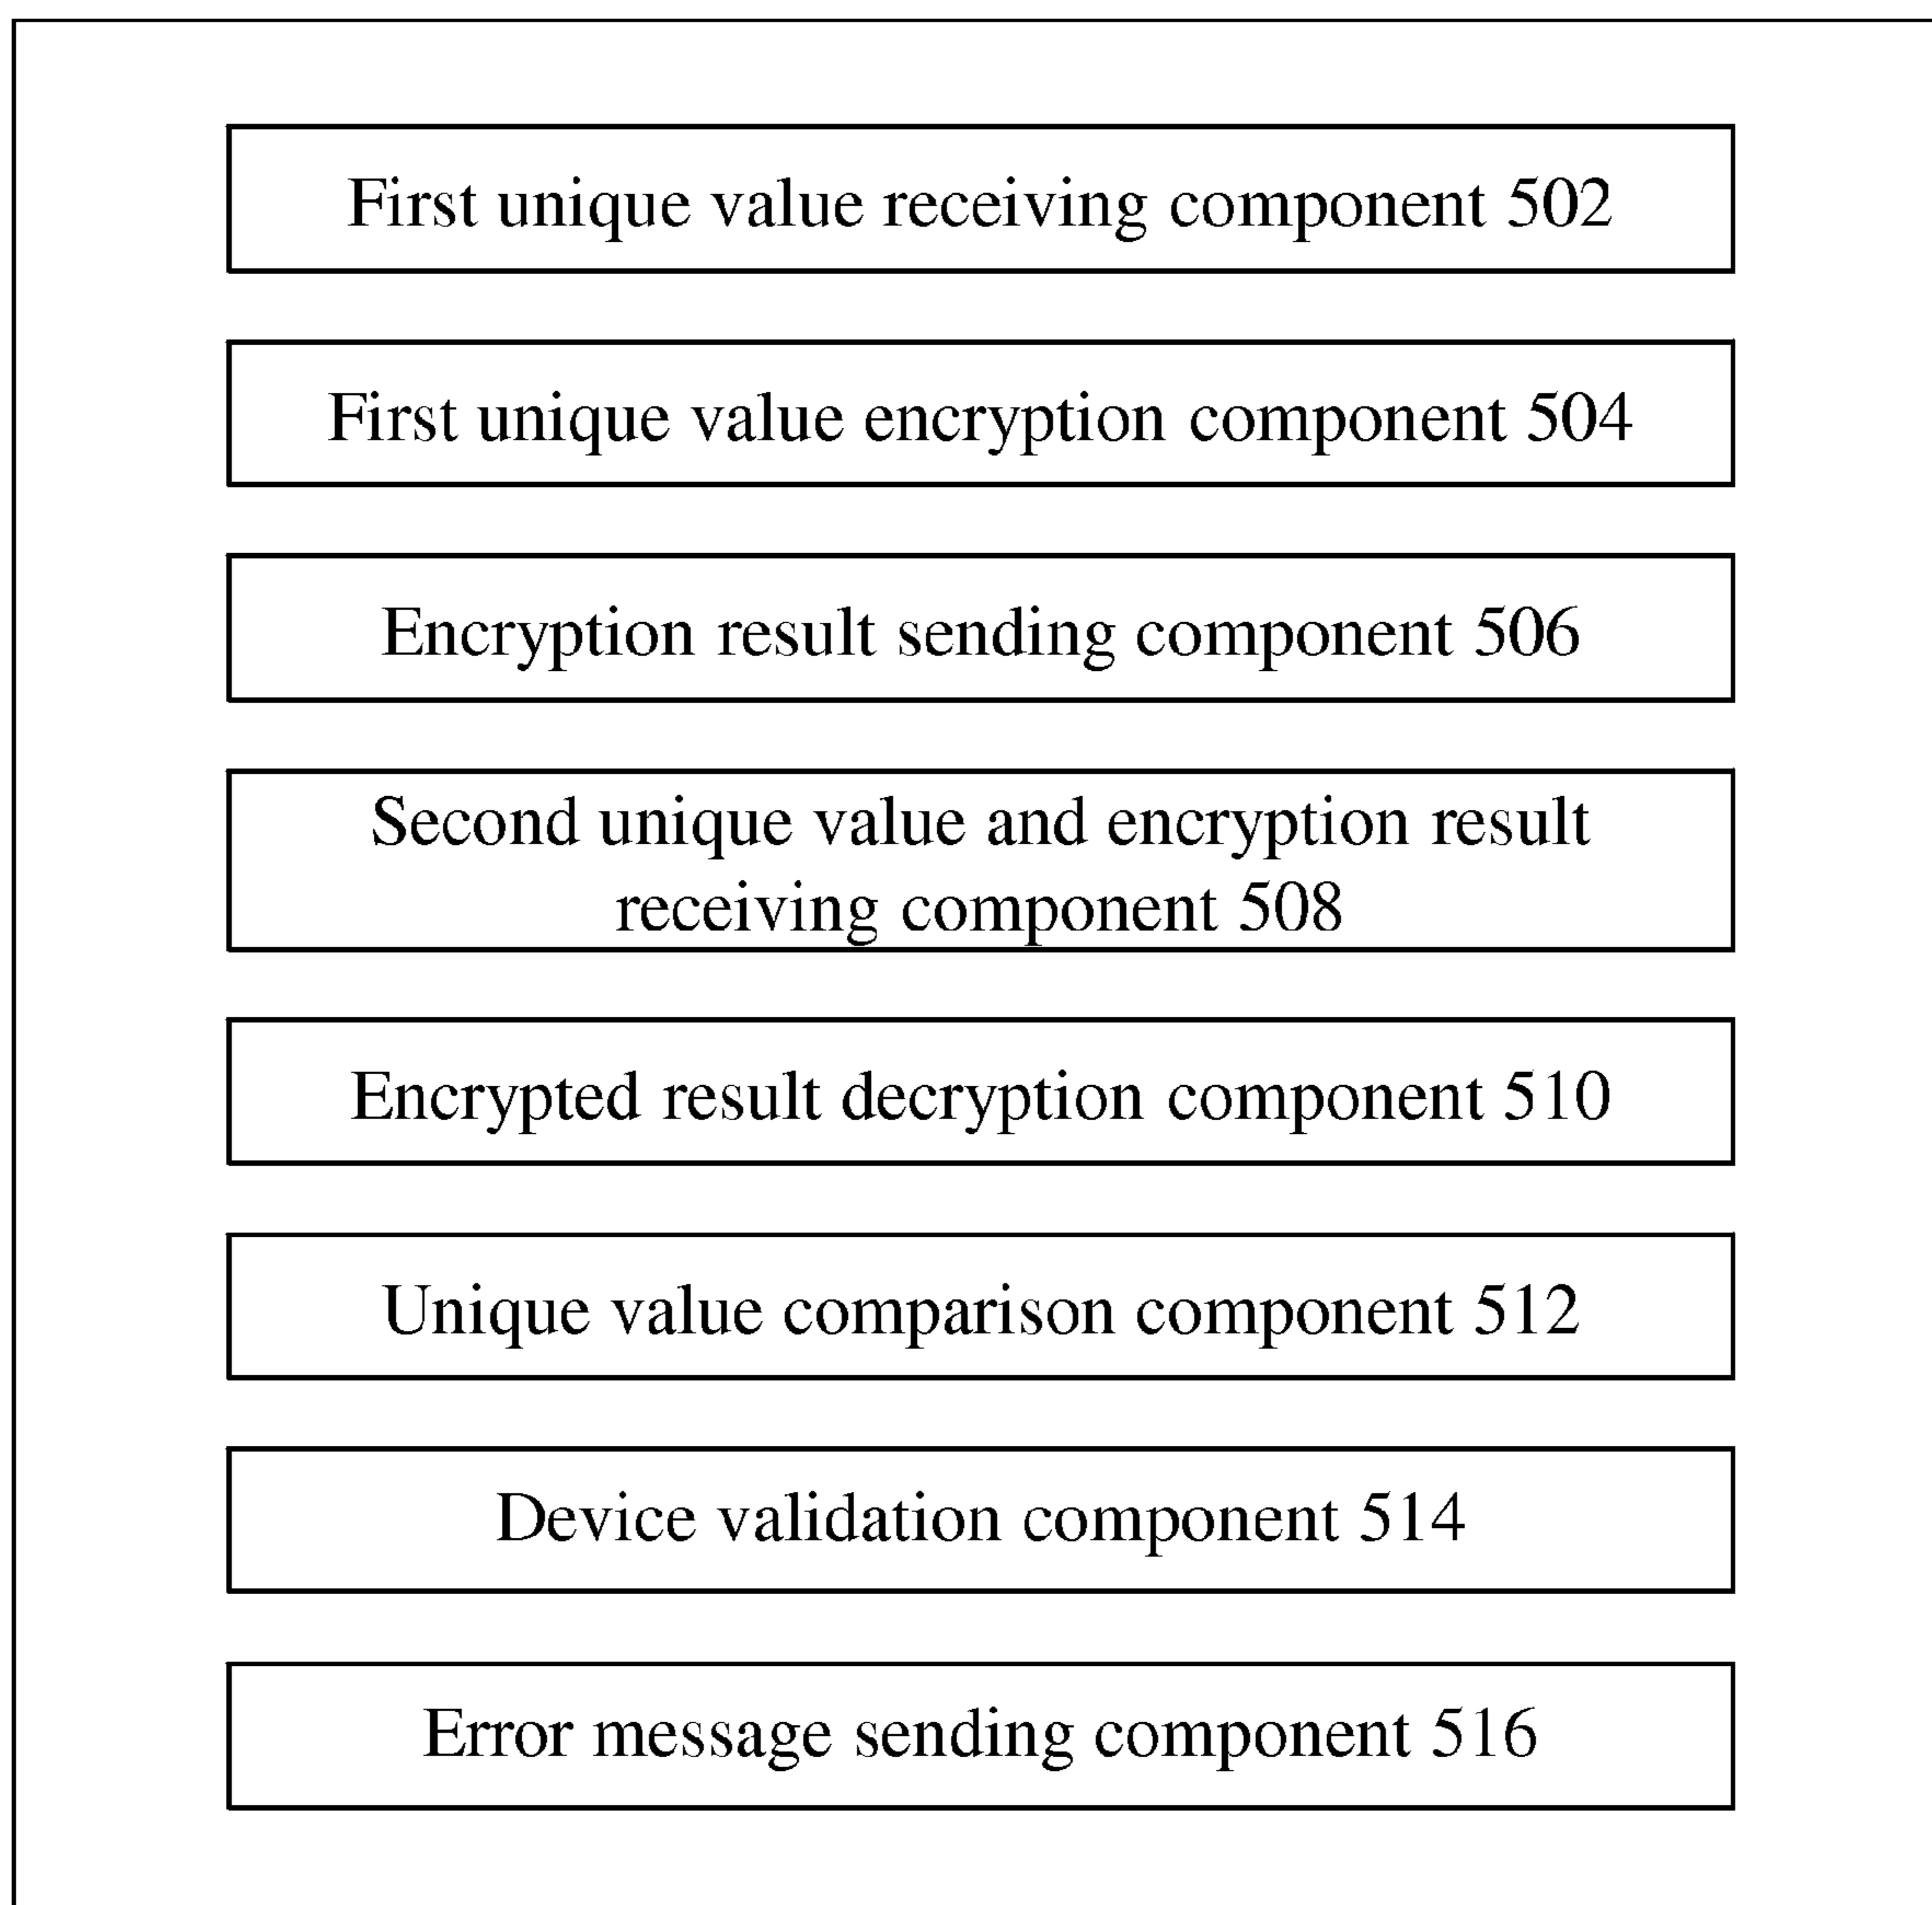 First unique value receiving component 502
First unique value encryption component 504
Encryption result sending component 506
Second unique value and encryption result
receiving component 508
Encrypted result decryption component 510
Unique value comparison component 512
Device validation component 514
Error message sending component 516